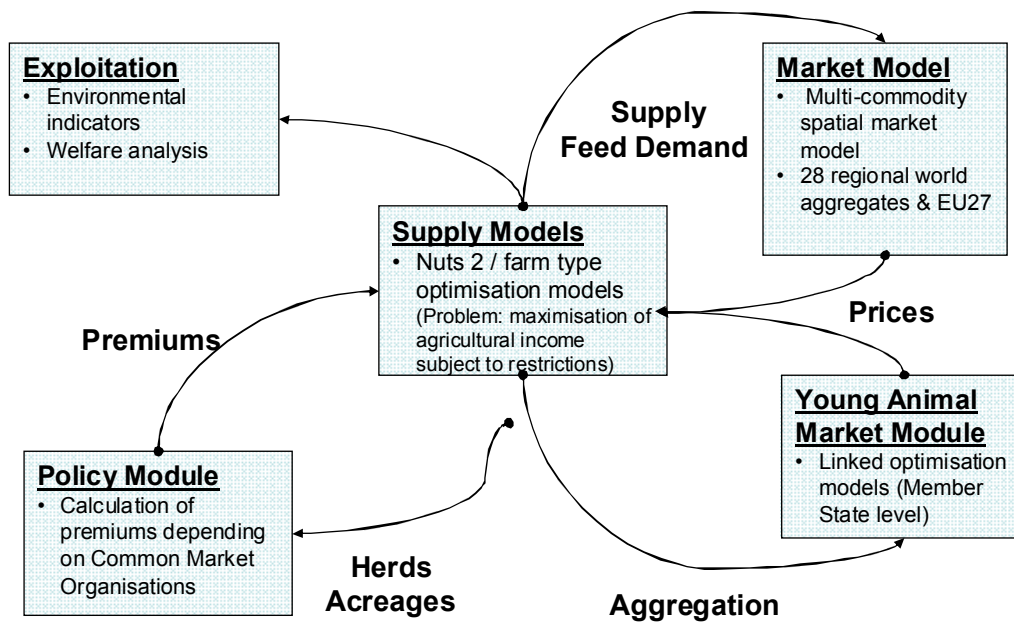 Exploitation
• Environmental
indicators
• Welfare analysis
Supply
Feed Demand
Market Model
• Multi-commodity
spatial market
model
• 28 regional world
aggregates & EU27
Supply Models
• Nuts 2 / farm type
optimisation models
(Problem: maximisation of
agricultural income
subject to restrictions)
Premiums
Prices
Policy Module
• Calculation of
premiums depending
on Common Market
Organisations
Young Animal
Market Module
• Linked optimisation
models (Member
State level)
Herds
Acreages
Aggregation